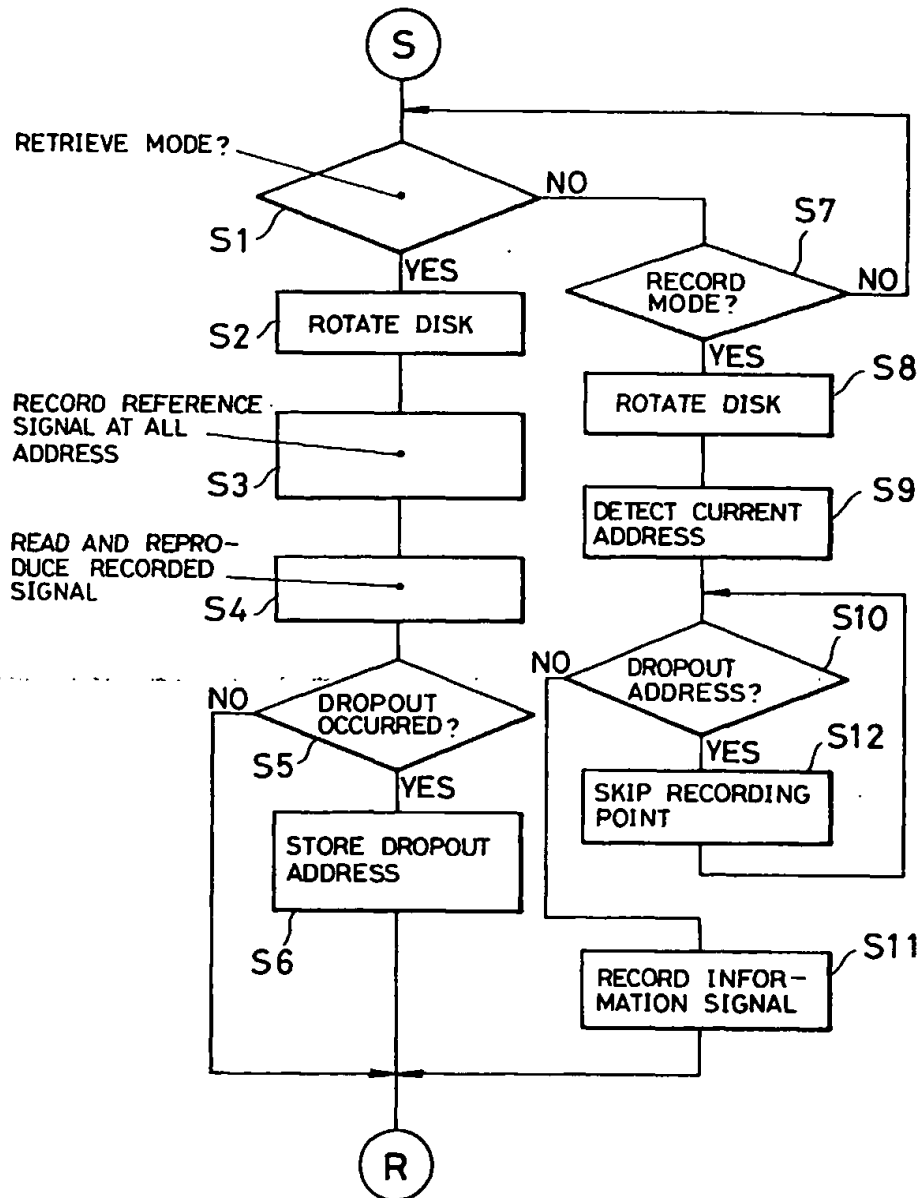 S
RETRIEVE MODE?
NO
S1
YES
S7
RECORD
MODE?
NO
YES
S2
ROTATE DISK
S8
ROTATE DISK
RECORD REFERENCE
SIGNAL AT ALL
ADDRESS
S3
S9
DETECT CURRENT
ADDRESS
READ AND REPRO-
DUCE RECORDED
SIGNAL
S4
S10
NO
DROPOUT
ADDRESS?
YES
NO
DROPOUT
OCCURRED?
S5
YES
S12
SKIP RECORDING
POINT
STORE DROPOUT
ADDRESS
S6
S11
RECORD INFOR-
MATION SIGNAL
R